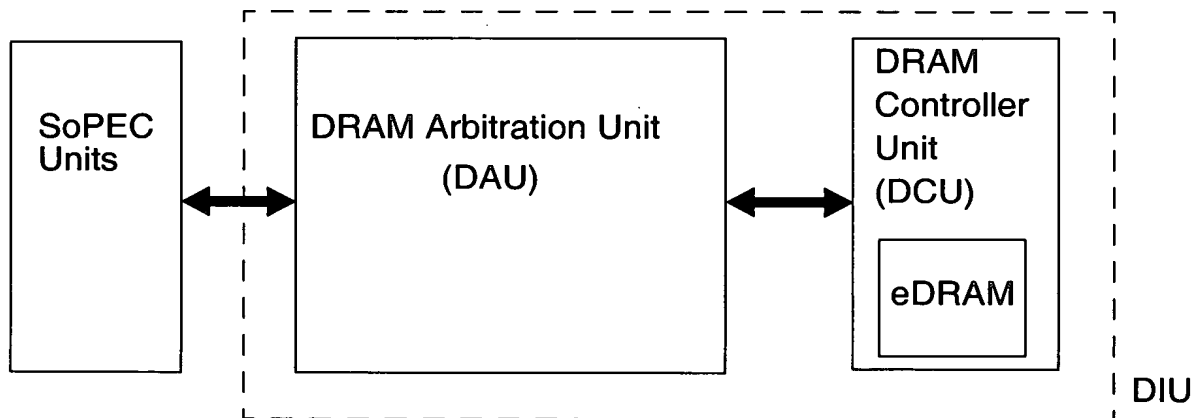 SoPEC
Units
DRAM Arbitration Unit
(DAU)
DRAM
Controller
Unit
(DCU)
eDRAM
DIU